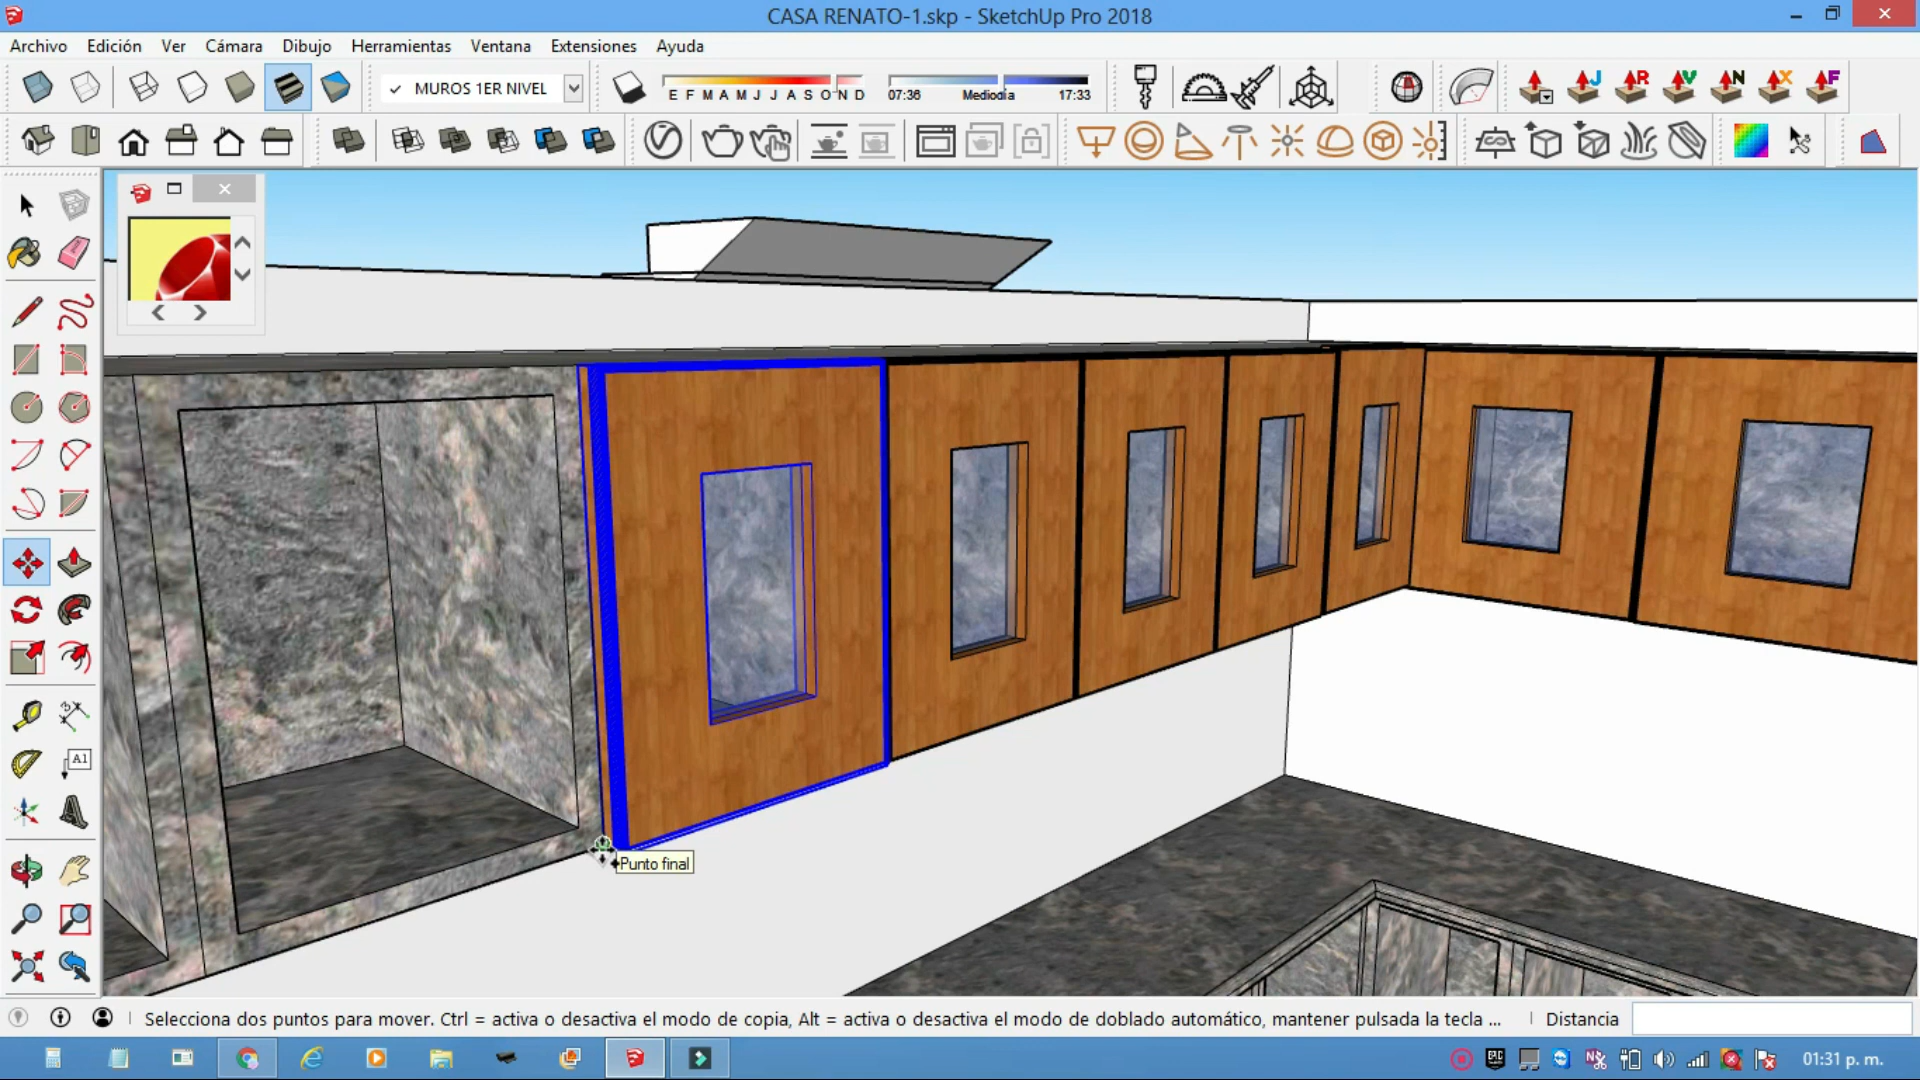 CASA RENATO-1.skp - SketchUp Pro 2018
Archivo Edición Ver Cámara Dibujo Herramientas Ventana Extensiones Ayuda
✓ MUROS 1ER NIVEL
E F M A M J J A S O N D
07:36 Mediodía 17:33
J R V N X F
A1
Punto final
Selecciona dos puntos para mover. Ctrl = activa o desactiva el modo de copia, Alt = activa o desactiva el modo de doblado automático, mantener pulsada la tecla ...
Distancia
01:31 p. m.